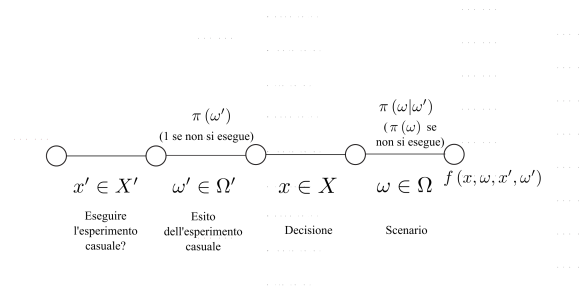 π (ω′)
(1 se non si esegue)
π (ω|ω′)
(π (ω) se
non si esegue)
x′ ∈ X′
ω′ ∈ Ω′
x ∈ X
ω ∈ Ω
f (x, ω, x′, ω′)
Eseguire
l'esperimento
casuale?
Esito
dell'esperimento
casuale
Decisione
Scenario